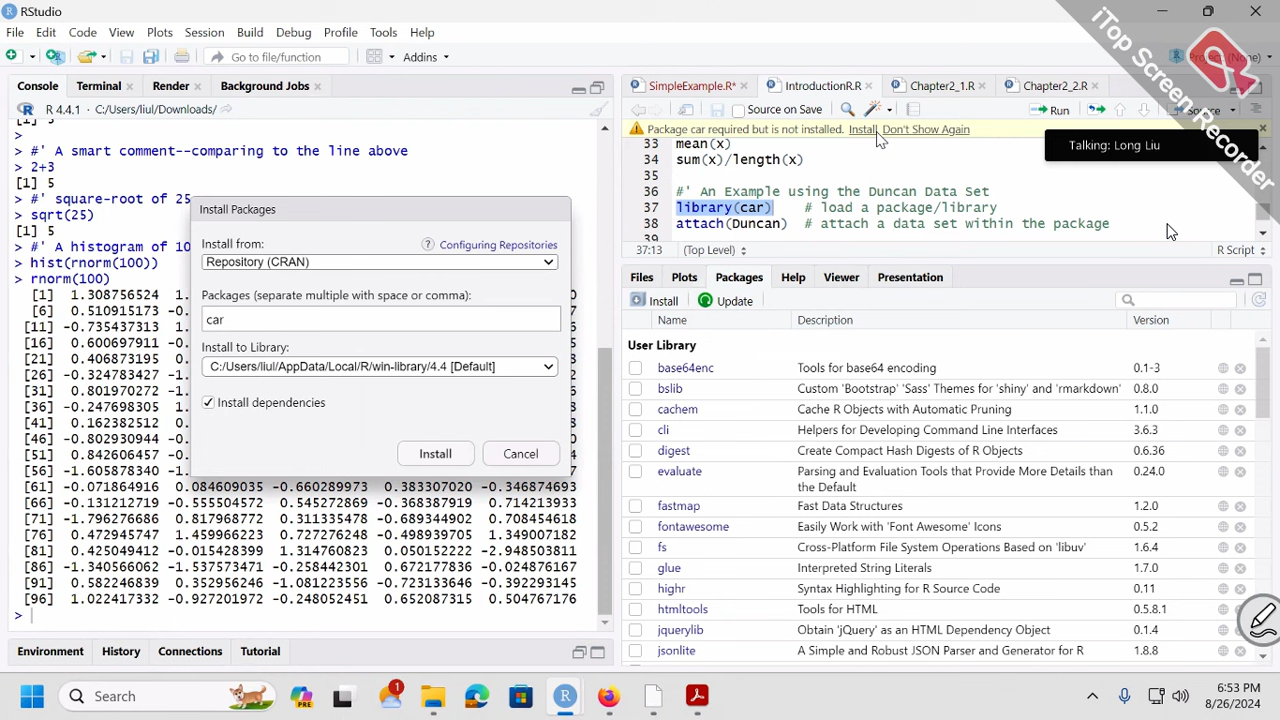 RStudio
File Edit Code View Plots Session Build Debug Profile Tools Help
Go to file/function Addins
Console Terminal Render Background Jobs
R 4.4.1 · C:/Users/liul/Downloads/
>
> #' A smart comment--comparing to the line above
> 2+3
[1] 5
> #' square-root of 25
> sqrt(25)
[1] 5
> #' A histogram of 10
> hist(rnorm(100))
> rnorm(100)
[1] 1.308756524
[6] 0.510915173
[11] -0.735437313
[16] 0.600697911
[21] 0.406873195
[26] -0.324783427
[31] 0.801970272
[36] -0.247698305
[41] 0.162382512
[46] -0.802930944
[51] 0.842606457
[56] -1.605878340
[61] -0.071864916 0.084609035 -0.660289973 0.383307020 -0.348874693
[66] -0.131212719 -0.555504572 0.545272869 -0.368387919 0.714213933
[71] -1.796276686 0.817968772 0.311335478 -0.689344902 0.708454618
[76] 0.472945747 1.459966223 0.727276248 -0.498939705 1.349007182
[81] 0.425049412 -0.015428399 1.314760823 0.050152222 -2.948503811
[86] -1.340566062 -1.537573471 -0.258442301 0.672177836 -0.024876167
[91] 0.582246839 0.352956246 -1.081223556 -0.723133646 -0.392293145
[96] 1.022417332 -0.927201972 -0.248052451 0.652087315 0.504767176
>
Install Packages
Install from: ? Configuring Repositories
Repository (CRAN)
Packages (separate multiple with space or comma):
car
Install to Library:
C:/Users/liul/AppData/Local/R/win-library/4.4 [Default]
Install dependencies
Install Cancel
Environment History Connections Tutorial
SimpleExample.R* IntroductionR.R Chapter2_1.R Chapter2_2.R
Source on Save Run Source
Package car required but is not installed. Install Don't Show Again
33 mean(x)
34 sum(x)/length(x)
35
36 #' An Example using the Duncan Data Set
37 library(car) # load a package/library
38 attach(Duncan) # attach a data set within the package
39
37:13 (Top Level) R Script
Talking: Long Liu
iTop Screen Recorder
Files Plots Packages Help Viewer Presentation
Install Update
Name Description Version
User Library
base64enc Tools for base64 encoding 0.1-3
bslib Custom 'Bootstrap' 'Sass' Themes for 'shiny' and 'rmarkdown' 0.8.0
cachem Cache R Objects with Automatic Pruning 1.1.0
cli Helpers for Developing Command Line Interfaces 3.6.3
digest Create Compact Hash Digests of R Objects 0.6.36
evaluate Parsing and Evaluation Tools that Provide More Details than 0.24.0
the Default
fastmap Fast Data Structures 1.2.0
fontawesome Easily Work with 'Font Awesome' Icons 0.5.2
fs Cross-Platform File System Operations Based on 'libuv' 1.6.4
glue Interpreted String Literals 1.7.0
highr Syntax Highlighting for R Source Code 0.11
htmltools Tools for HTML 0.5.8.1
jquerylib Obtain 'jQuery' as an HTML Dependency Object 0.1.4
jsonlite A Simple and Robust JSON Parser and Generator for R 1.8.8
Search
PRE
1
6:53 PM
8/26/2024